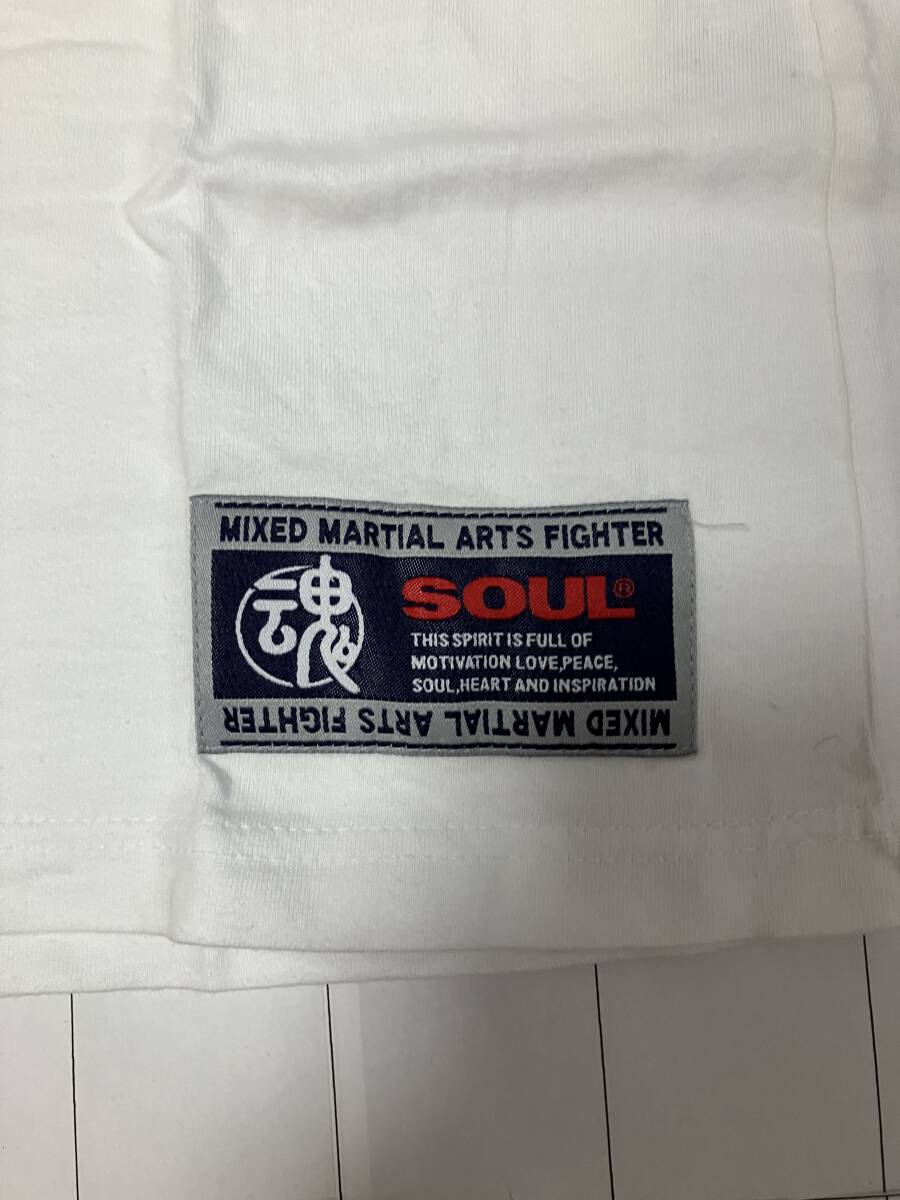 MIXED MARTIAL ARTS FIGHTER
魂
SOUL®
THIS SPIRIT IS FULL OF
MOTIVATION LOVE,PEACE,
SOUL,HEART AND INSPIRATION
MIXED MARTIAL ARTS FIGHTER